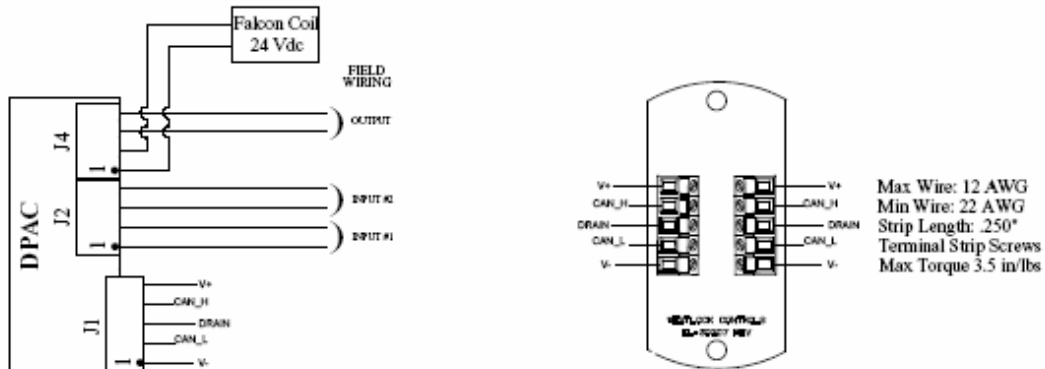 Falcon Coil
24 Vdc
FIELD
WIRING
OUTPUT
J4
1
INPUT #2
J2
INPUT #1
1
DPAC
V+
CAN_H
J1
DRAIN
CAN_L
1
V-
V+
CAN_H
DRAIN
CAN_L
V-
V+
CAN_H
DRAIN
CAN_L
V-
Max Wire: 12 AWG
Min Wire: 22 AWG
Strip Length: .250"
Terminal Strip Screws
Max Torque 3.5 in/lbs
WESTLOCK CONTROLS